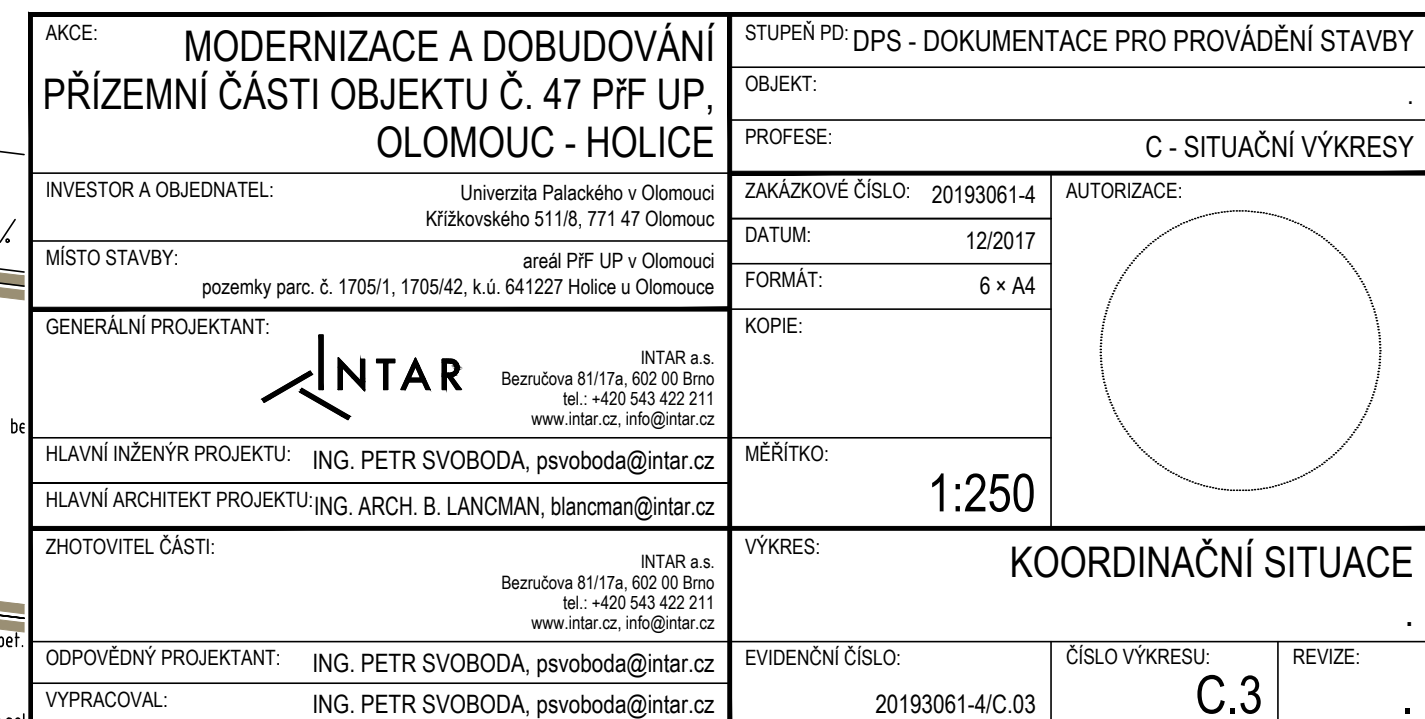 AKCE:
MODERNIZACE A DOBUDOVÁNÍ
PŘÍZEMNÍ ČÁSTI OBJEKTU Č. 47 PřF UP,
OLOMOUC - HOLICE
INVESTOR A OBJEDNATEL:
Univerzita Palackého v Olomouci
Křížkovského 511/8, 771 47 Olomouc
MÍSTO STAVBY:
areál PřF UP v Olomouci
pozemky parc. č. 1705/1, 1705/42, k.ú. 641227 Holice u Olomouce
GENERÁLNÍ PROJEKTANT:
INTAR
INTAR a.s.
Bezručova 81/17a, 602 00 Brno
tel.: +420 543 422 211
www.intar.cz, info@intar.cz
HLAVNÍ INŽENÝR PROJEKTU: ING. PETR SVOBODA, psvoboda@intar.cz
HLAVNÍ ARCHITEKT PROJEKTU: ING. ARCH. B. LANCMAN, blancman@intar.cz
ZHOTOVITEL ČÁSTI:
INTAR a.s.
Bezručova 81/17a, 602 00 Brno
tel.: +420 543 422 211
www.intar.cz, info@intar.cz
ODPOVĚDNÝ PROJEKTANT: ING. PETR SVOBODA, psvoboda@intar.cz
VYPRACOVAL: ING. PETR SVOBODA, psvoboda@intar.cz
STUPEŇ PD: DPS - DOKUMENTACE PRO PROVÁDĚNÍ STAVBY
OBJEKT: .
PROFESE: C - SITUAČNÍ VÝKRESY
ZAKÁZKOVÉ ČÍSLO: 20193061-4
DATUM: 12/2017
FORMÁT: 6 × A4
KOPIE:
MĚŘÍTKO:
1:250
AUTORIZACE:
VÝKRES:
KOORDINAČNÍ SITUACE
.
EVIDENČNÍ ČÍSLO:
20193061-4/C.03
ČÍSLO VÝKRESU:
C.3
REVIZE:
.
be